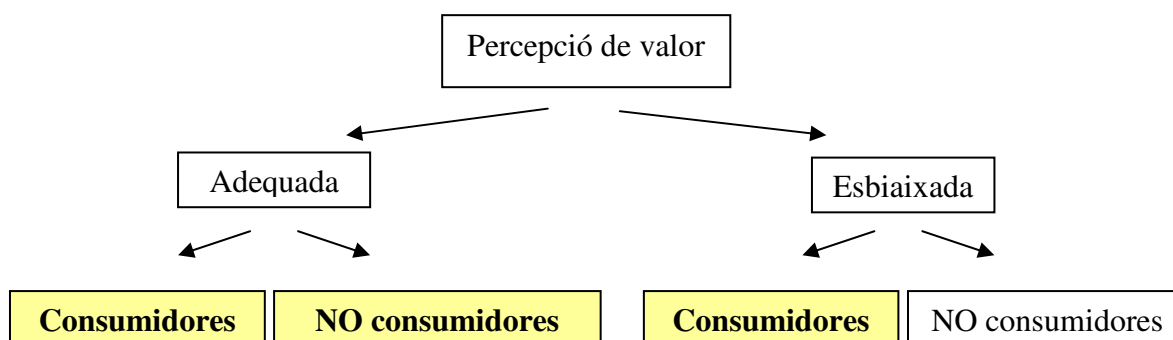 Percepció de valor
Adequada
Esbiaixada
Consumidores
NO consumidores
Consumidores
NO consumidores